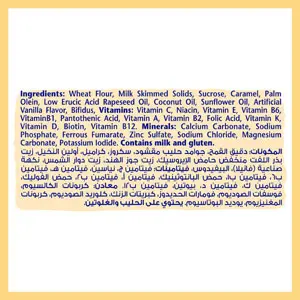 Ingredients: Wheat Flour, Milk Skimmed Solids, Sucrose, Caramel, Palm
Olein, Low Erucic Acid Rapeseed Oil, Coconut Oil, Sunflower Oil, Artificial
Vanilla Flavor, Bifidus. Vitamins: Vitamin C, Niacin, Vitamin E, Vitamin B6,
VitaminB1, Pantothenic Acid, Vitamin A, Vitamin B2, Folic Acid, Vitamin K,
Vitamin D, Biotin, Vitamin B12. Minerals: Calcium Carbonate, Sodium
Phosphate, Ferrous Fumarate, Zinc Sulfate, Sodium Chloride, Magnesium
Carbonate, Potassium Iodide. Contains milk and gluten.
المكونات: دقيق القمح، جوامد حليب مقشود، سكروز، كراميل، أولين النخيل، زيت
بذر اللفت منخفض حامض الإيروسيك، زيت جوز الهند، زيت دوار الشمس، نكهة
صناعية (فانيلا)، البيفيدوس. فيتامينات: فيتامين ج، نياسين، فيتامين هـ، فيتامين
ب٦، فيتامين ب١، حمض البانتوثينيك، فيتامين أ، فيتامين ب٢، حمض الفوليك،
فيتامين ك، فيتامين د، بيوتين، فيتامين ب١٢. معادن: كربونات الكالسيوم،
فوسفات الصوديوم، فومارات الحديدوز، كبريتات الزنك، كلوريد الصوديوم، كربونات
المغنيزيوم، يوديد البوتاسيوم. يحتوي على الحليب والغلوتين.